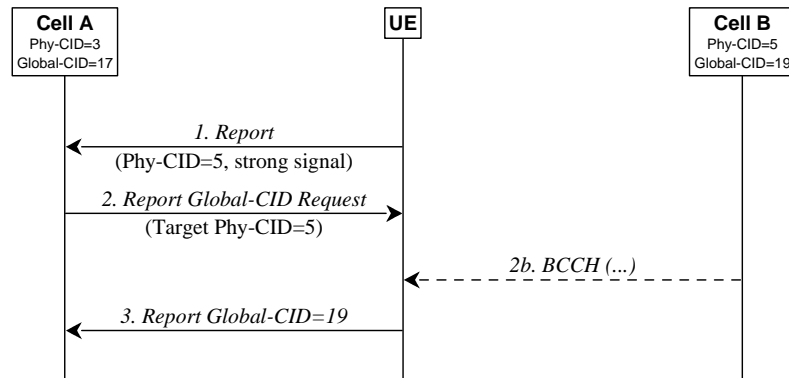 Cell A
Phy-CID=3
Global-CID=17
UE
Cell B
Phy-CID=5
Global-CID=19
1. Report
(Phy-CID=5, strong signal)
2. Report Global-CID Request
(Target Phy-CID=5)
2b. BCCH (...)
3. Report Global-CID=19